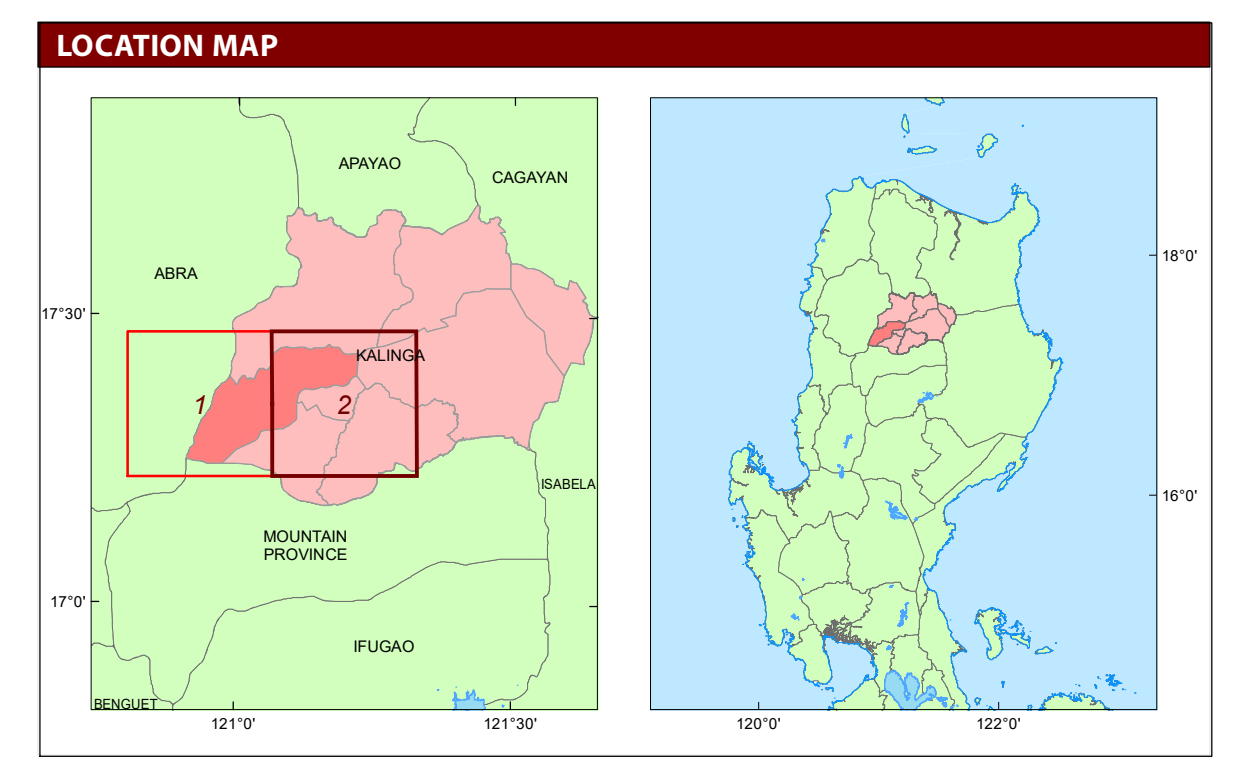 LOCATION MAP
APAYAO
CAGAYAN
ABRA
17°30'
KALINGA
1
2
ISABELA
MOUNTAIN
PROVINCE
17°0'
IFUGAO
BENGUET
121°0'
121°30'
18°0'
16°0'
120°0'
122°0'